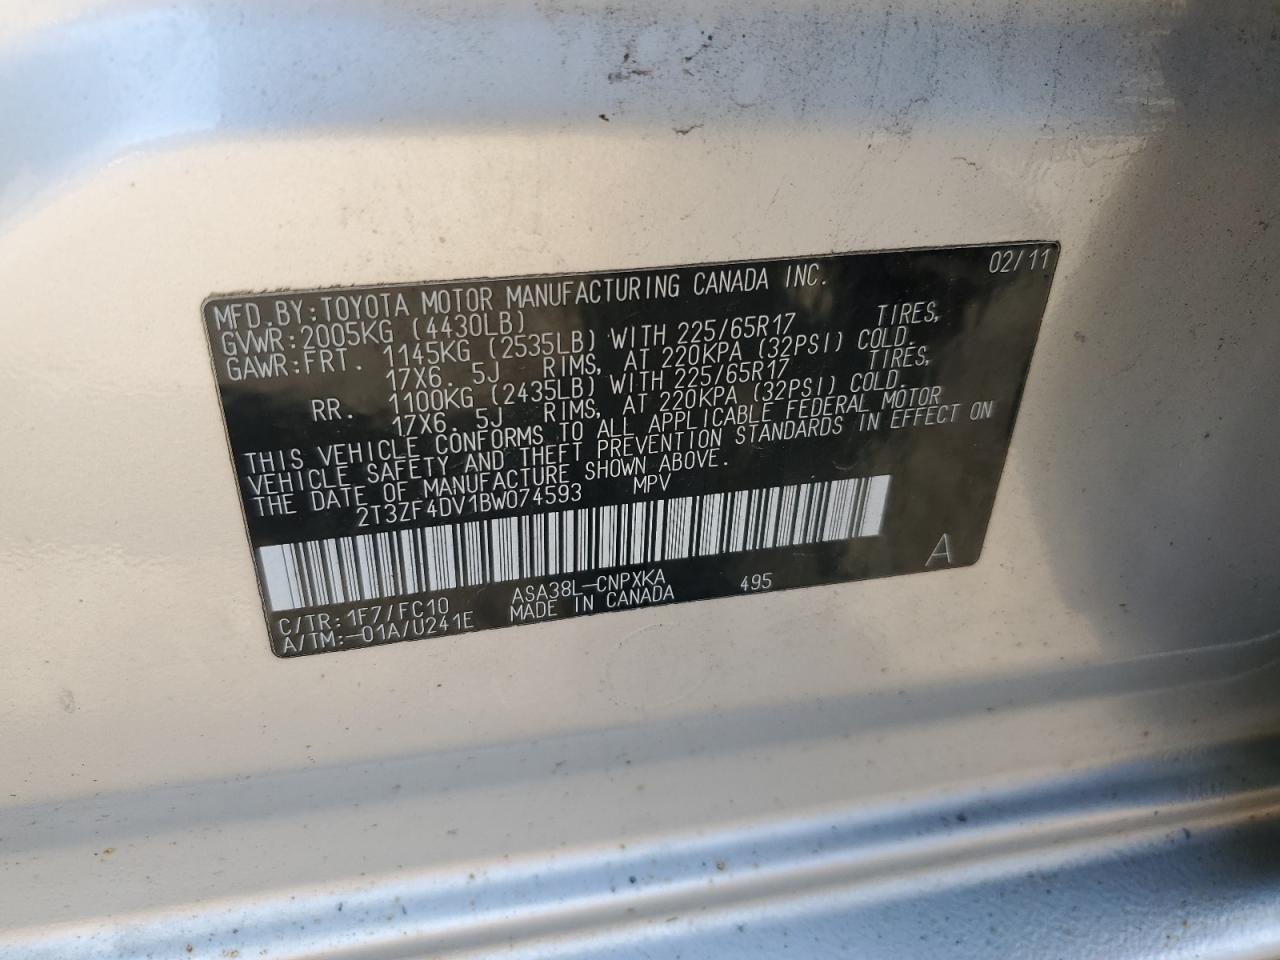 MFD. BY: TOYOTA MOTOR MANUFACTURING CANADA INC. 02/11
GVWR: 2005KG (4430LB)
GAWR: FRT. 1145KG (2535LB) WITH 225/65R17 TIRES,
17X6. 5J RIMS, AT 220KPA (32PSI) COLD.
RR. 1100KG (2435LB) WITH 225/65R17 TIRES,
17X6. 5J RIMS, AT 220KPA (32PSI) COLD.
THIS VEHICLE CONFORMS TO ALL APPLICABLE FEDERAL MOTOR
VEHICLE SAFETY AND THEFT PREVENTION STANDARDS IN EFFECT ON
THE DATE OF MANUFACTURE SHOWN ABOVE.
2T3ZF4DV1BW074593 MPV
C/TR: 1F7/FC10 ASA38L-CNPXKA 495 A
A/TM:-01A/U241E MADE IN CANADA